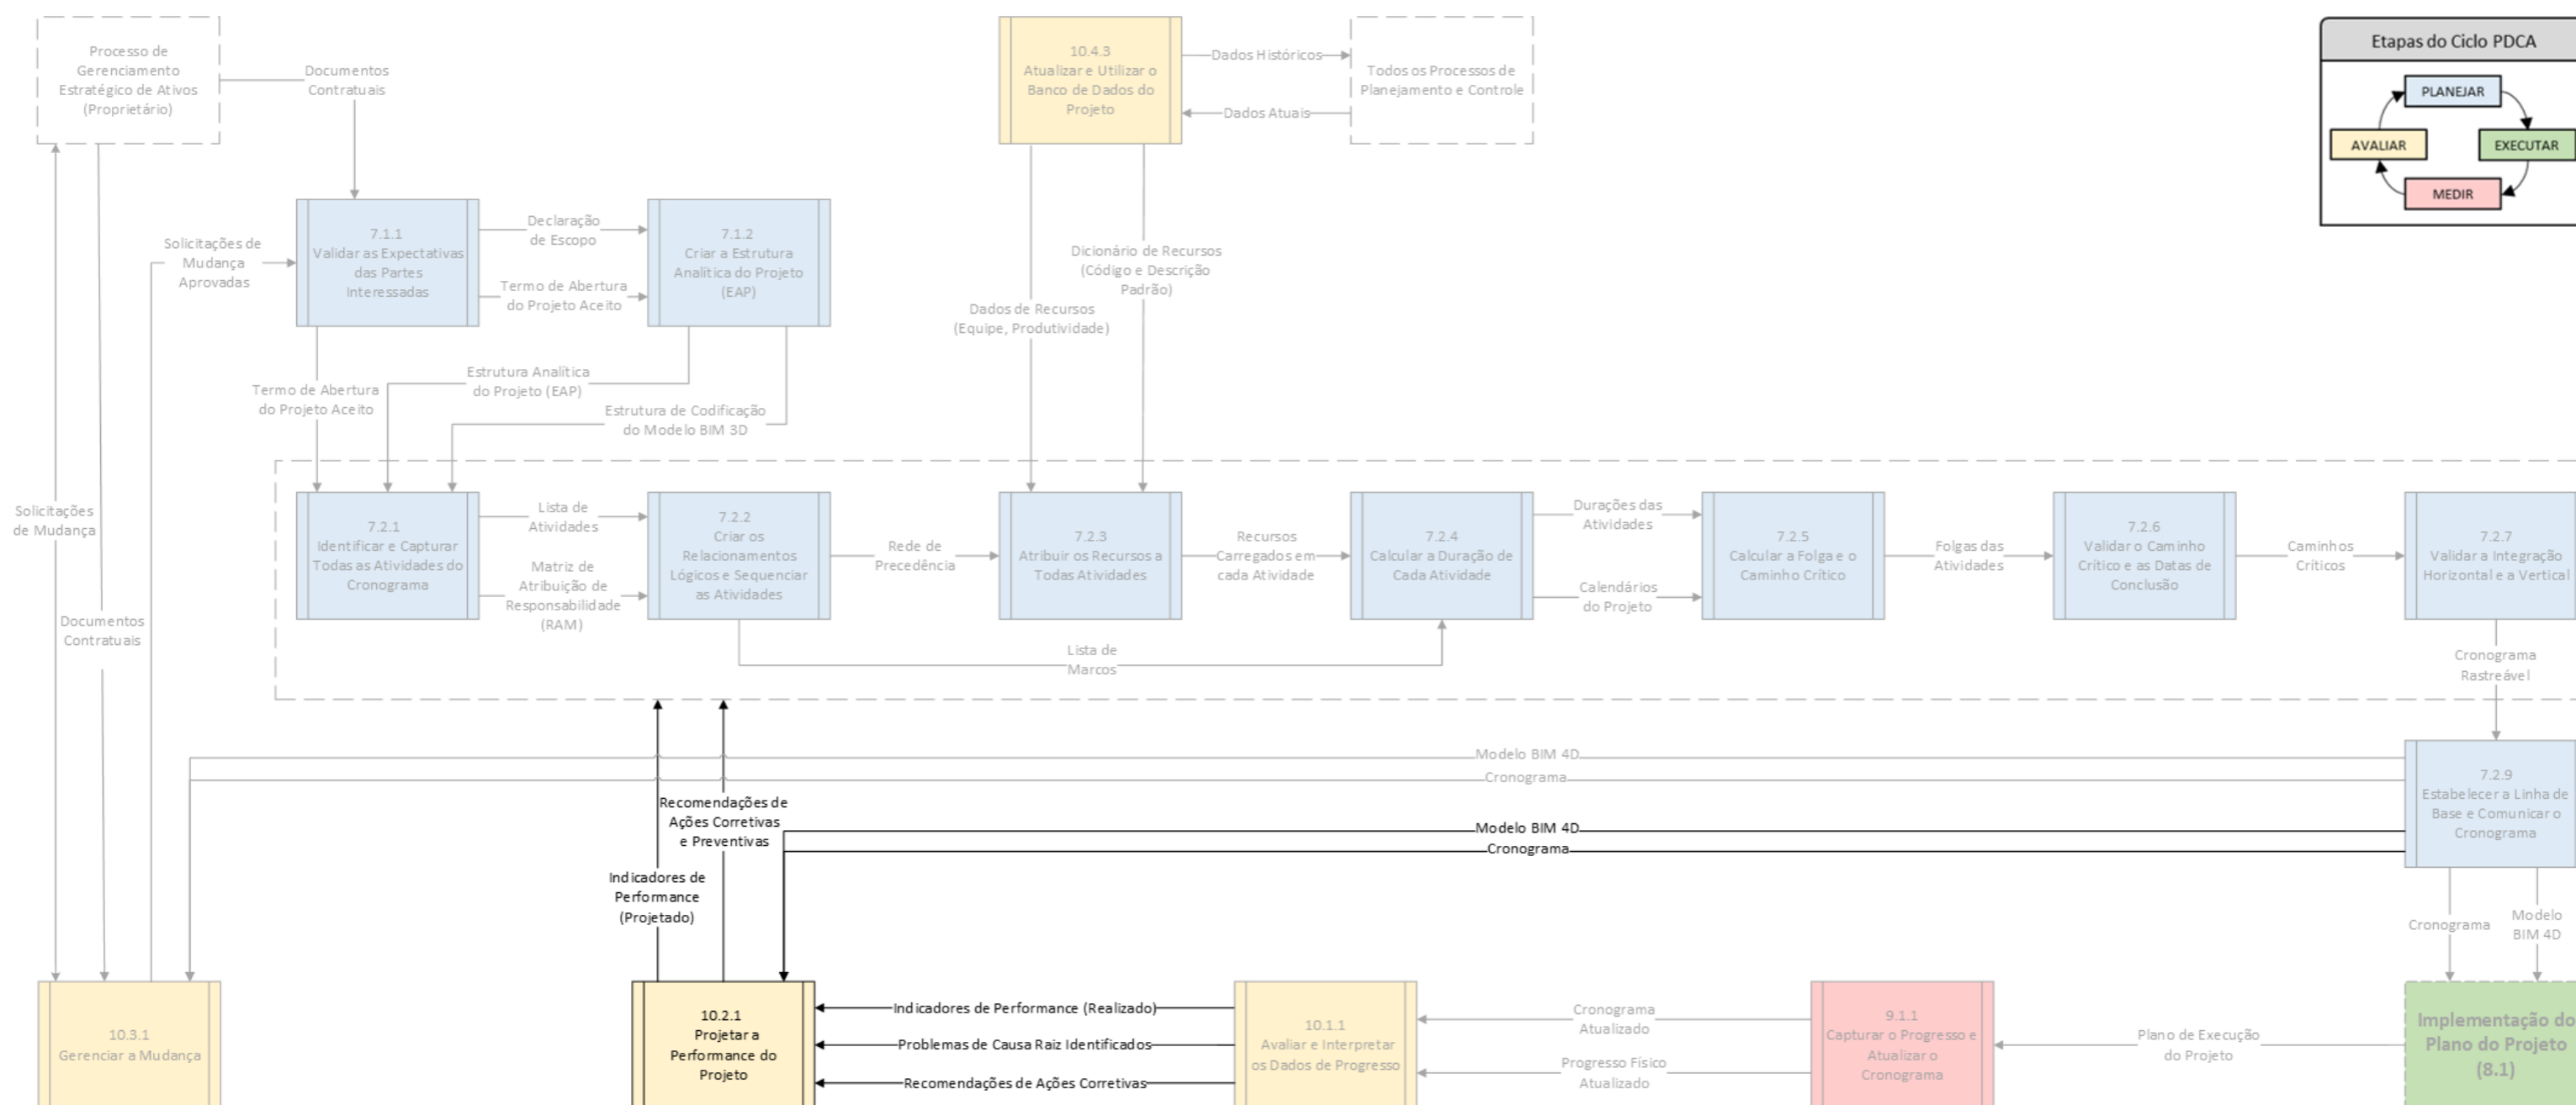 Processo de
Gerenciamento
Estratégico de Ativos
(Proprietário)
Documentos
Contratuais
10.4.3
Atualizar e Utilizar o
Banco de Dados do
Projeto
Dados Históricos
Dados Atuais
Todos os Processos de
Planejamento e Controle
Etapas do Ciclo PDCA
PLANEJAR
AVALIAR
EXECUTAR
MEDIR
Solicitações de
Mudança
Aprovadas
7.1.1
Validar as Expectativas
das Partes
Interessadas
Declaração
de Escopo
Termo de Abertura
do Projeto Aceito
7.1.2
Criar a Estrutura
Analítica do Projeto
(EAP)
Dicionário de Recursos
(Código e Descrição
Padrão)
Dados de Recursos
(Equipe, Produtividade)
Termo de Abertura
do Projeto Aceito
Estrutura Analítica
do Projeto (EAP)
Estrutura de Codificação
do Modelo BIM 3D
Solicitações
de Mudança
Documentos
Contratuais
7.2.1
Identificar e Capturar
Todas as Atividades do
Cronograma
Lista de
Atividades
Matriz de
Atribuição de
Responsabilidade
(RAM)
7.2.2
Criar os
Relacionamentos
Lógicos e Sequenciar
as Atividades
Rede de
Precedência
7.2.3
Atribuir os Recursos a
Todas Atividades
Recursos
Carregados em
cada Atividade
7.2.4
Calcular a Duração de
Cada Atividade
Durações das
Atividades
Calendários
do Projeto
7.2.5
Calcular a Folga e o
Caminho Crítico
Folgas das
Atividades
7.2.6
Validar o Caminho
Crítico e as Datas de
Conclusão
Caminhos
Críticos
7.2.7
Validar a Integração
Horizontal e a Vertical
Lista de
Marcos
Cronograma
Rastreável
Modelo BIM 4D
Cronograma
7.2.9
Estabelecer a Linha de
Base e Comunicar o
Cronograma
Recomendações de
Ações Corretivas
e Preventivas
Modelo BIM 4D
Cronograma
Indicadores de
Performance
(Projetado)
Cronograma
Modelo
BIM 4D
10.3.1
Gerenciar a Mudança
10.2.1
Projetar a
Performance do
Projeto
Indicadores de Performance (Realizado)
Problemas de Causa Raiz Identificados
Recomendações de Ações Corretivas
10.1.1
Avaliar e Interpretar
os Dados de Progresso
Cronograma
Atualizado
Progresso Físico
Atualizado
9.1.1
Capturar o Progresso e
Atualizar o
Cronograma
Plano de Execução
do Projeto
Implementação do
Plano do Projeto
(8.1)